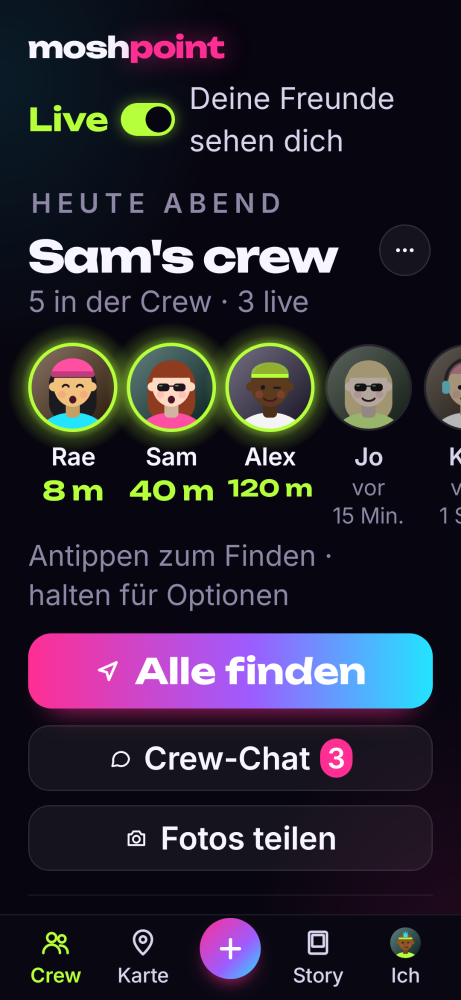 moshpoint
Live
Deine Freunde
sehen dich
HEUTE ABEND
Sam's crew
5 in der Crew · 3 live
Rae
8 m
Sam
40 m
Alex
120 m
Jo
vor
15 Min.
Antippen zum Finden ·
halten für Optionen
Alle finden
Crew-Chat 3
Fotos teilen
Crew
Karte
Story
Ich